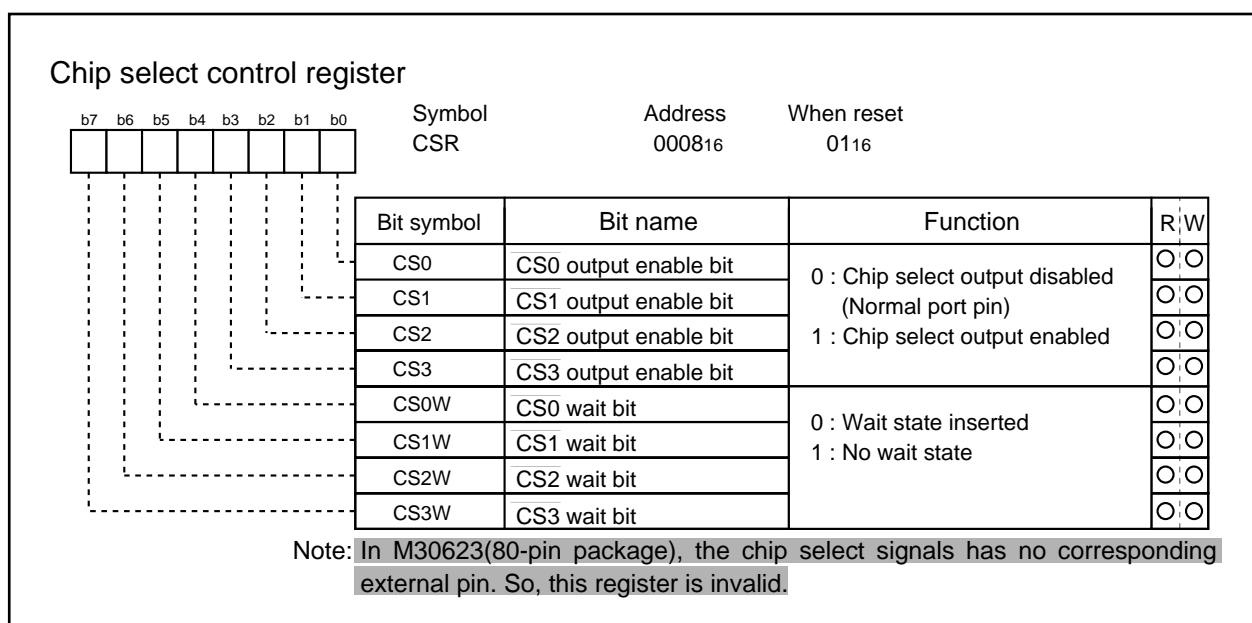 Chip select control register
Symbol Address When reset
b7 b6 b5 b4 b3 b2 b1 b0
CSR 000816 0116
Bit symbol Bit name Function R W
CS0 CS0 output enable bit
CS1 CS1 output enable bit
CS2 CS2 output enable bit
CS3 CS3 output enable bit
0 : Chip select output disabled
(Normal port pin)
1 : Chip select output enabled
CS0W CS0 wait bit
CS1W CS1 wait bit
CS2W CS2 wait bit
CS3W CS3 wait bit
0 : Wait state inserted
1 : No wait state
Note: In M30623(80-pin package), the chip select signals has no corresponding
external pin. So, this register is invalid.